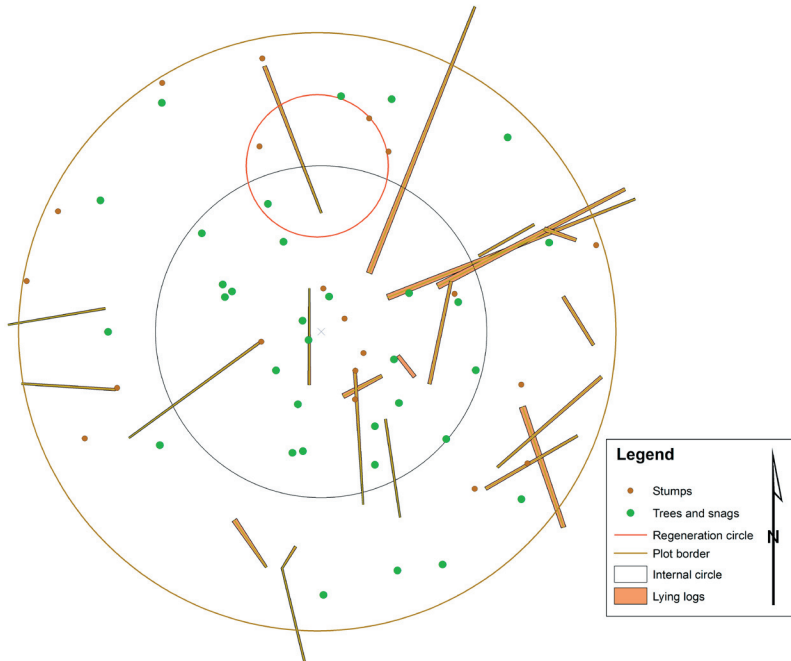 Legend
Stumps
Trees and snags
Regeneration circle
Plot border
Internal circle
Lying logs
N